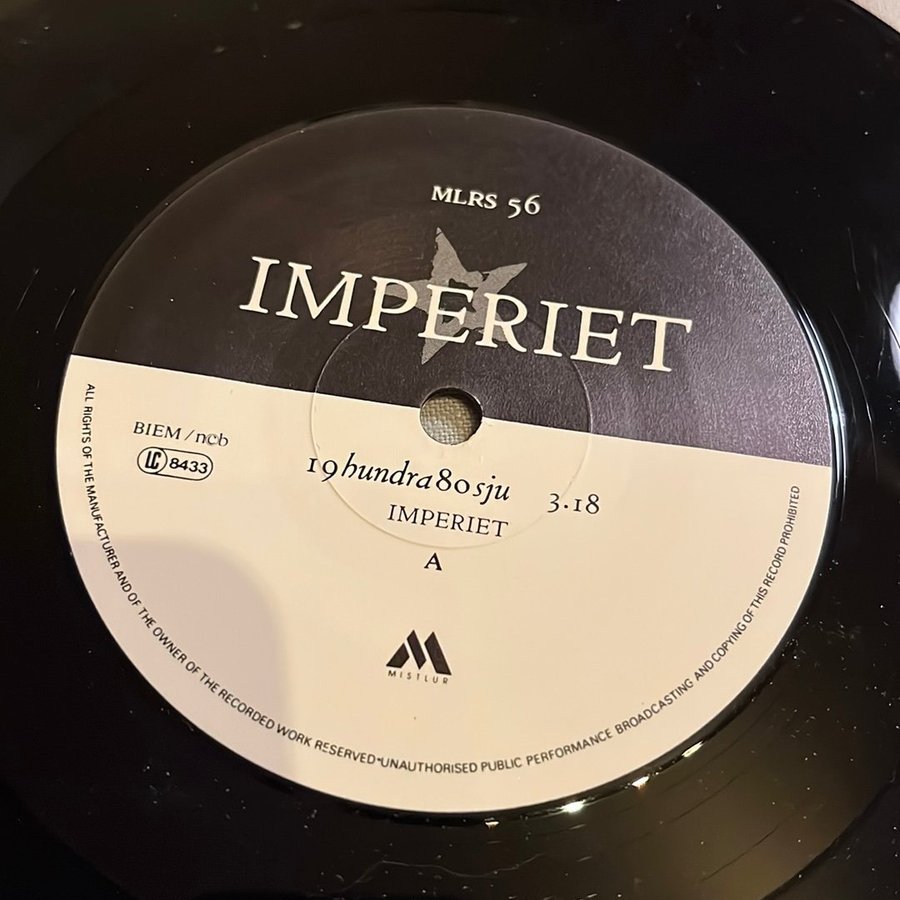 MLRS 56
IMPERIET
BIEM/ncb
LC 8433
19hundra80sju 3.18
IMPERIET
A
M
MISTLUR
ALL RIGHTS OF THE MANUFACTURER AND OF THE OWNER OF THE RECORDED WORK RESERVED·UNAUTHORISED PUBLIC PERFORMANCE BROADCASTING AND COPYING OF THIS RECORD PROHIBITED